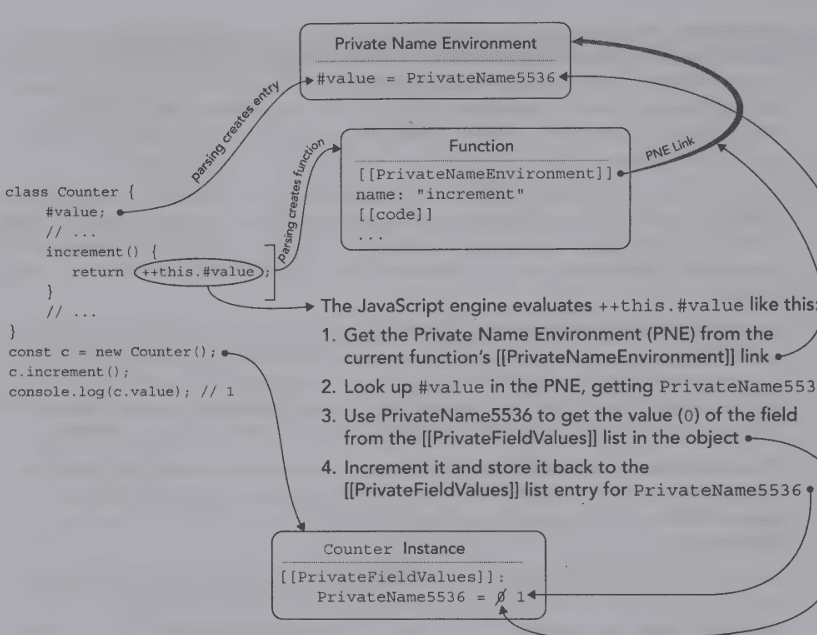 Private Name Environment
#value = PrivateName5536
parsing creates entry
Function
[[PrivateNameEnvironment]]
name: "increment"
[[code]]
...
PNE Link
parsing creates function
class Counter {
#value;
// ...
increment() {
return ++this.#value;
}
// ...
}
const c = new Counter();
c.increment();
console.log(c.value); // 1
The JavaScript engine evaluates ++this.#value like this:
1. Get the Private Name Environment (PNE) from the
current function's [[PrivateNameEnvironment]] link
2. Look up #value in the PNE, getting PrivateName553
3. Use PrivateName5536 to get the value (0) of the field
from the [[PrivateFieldValues]] list in the object
4. Increment it and store it back to the
[[PrivateFieldValues]] list entry for PrivateName5536
Counter Instance
[[PrivateFieldValues]]:
PrivateName5536 = 0 1